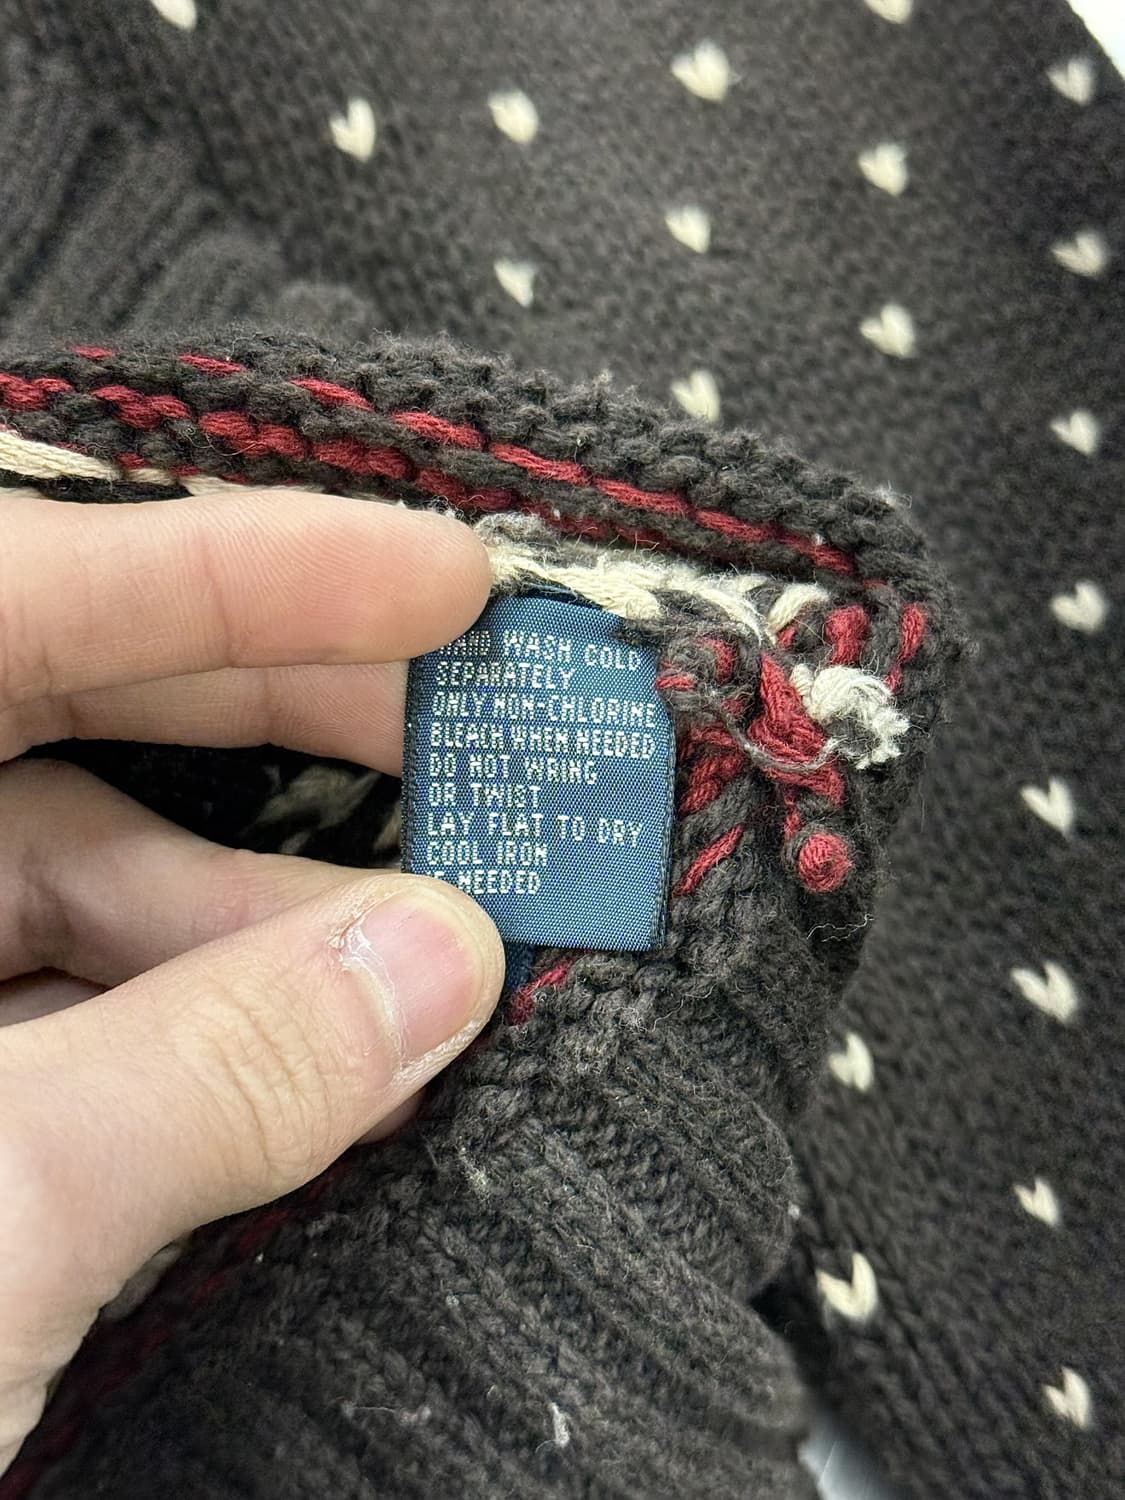 HAND WASH COLD
SEPARATELY
ONLY NON-CHLORINE
BLEACH WHEN NEEDED
DO NOT WRING
OR TWIST
LAY FLAT TO DRY
COOL IRON
NEEDED